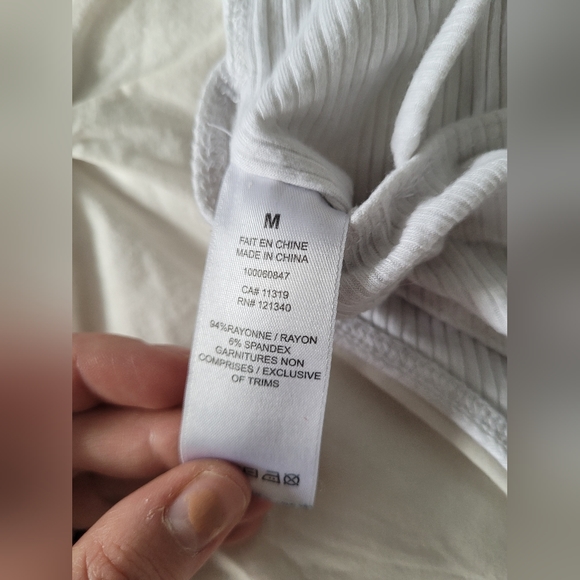 M
FAIT EN CHINE
MADE IN CHINA
100060847
CA# 11319
RN# 121340
94%RAYONNE / RAYON
6% SPANDEX
GARNITURES NON
COMPRISES / EXCLUSIVE
OF TRIMS